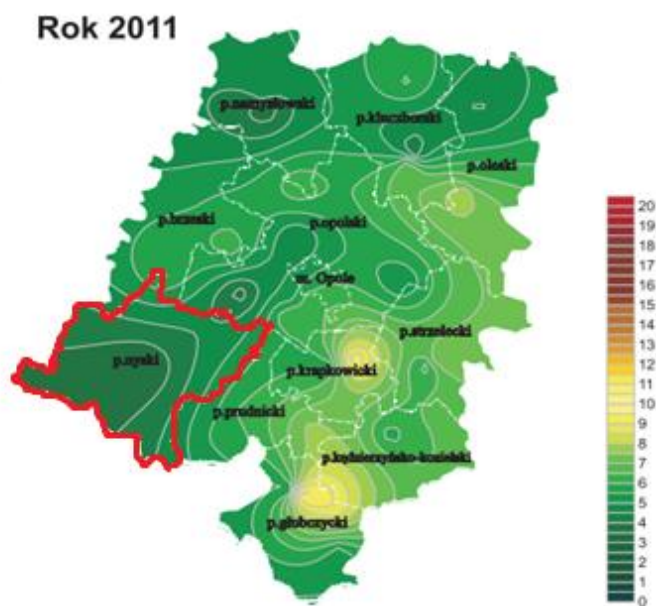 Rok 2011
p.namysłowski
p.kluczborski
p.oleski
p.brzeski
p.opolski
m. Opole
p.nyski
p.strzelecki
p.krapkowicki
p.prudnicki
p.kędzierzyńsko-kozielski
p.głubczycki
20
19
18
17
16
15
14
13
12
11
10
9
8
7
6
5
4
3
2
1
0